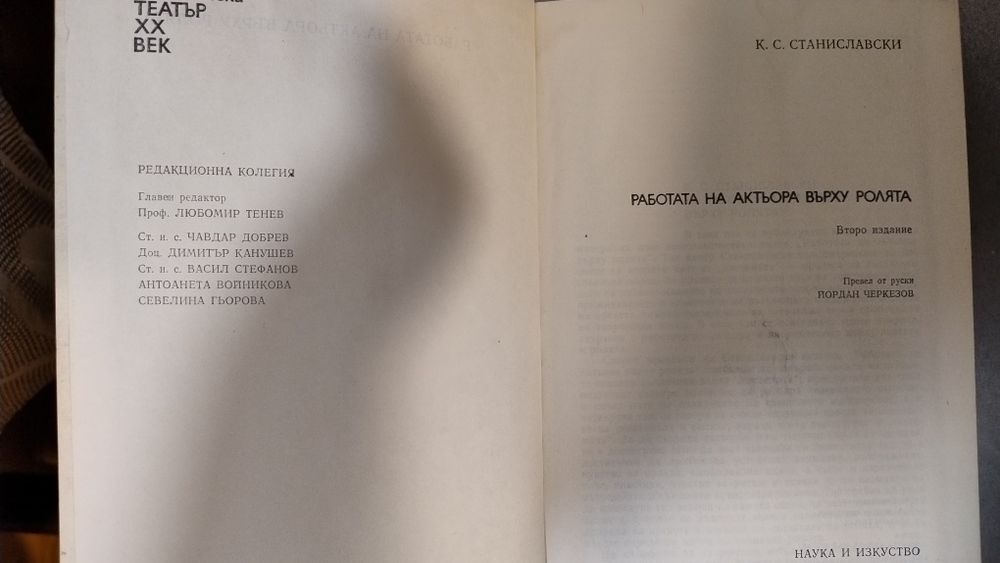 ТЕАТЪР
XX
ВЕК
РЕДАКЦИОННА КОЛЕГИЯ
Главен редактор
Проф. ЛЮБОМИР ТЕНЕВ
Ст. н. с. ЧАВДАР ДОБРЕВ
Доц. ДИМИТЪР КАНУШЕВ
Ст. н. с. ВАСИЛ СТЕФАНОВ
АНТОАНЕТА ВОЙНИКОВА
СЕВЕЛИНА ГЬОРОВА
К. С. СТАНИСЛАВСКИ
РАБОТАТА НА АКТЬОРА ВЪРХУ РОЛЯТА
Второ издание
Превел от руски
ЙОРДАН ЧЕРКЕЗОВ
НАУКА И ИЗКУСТВО